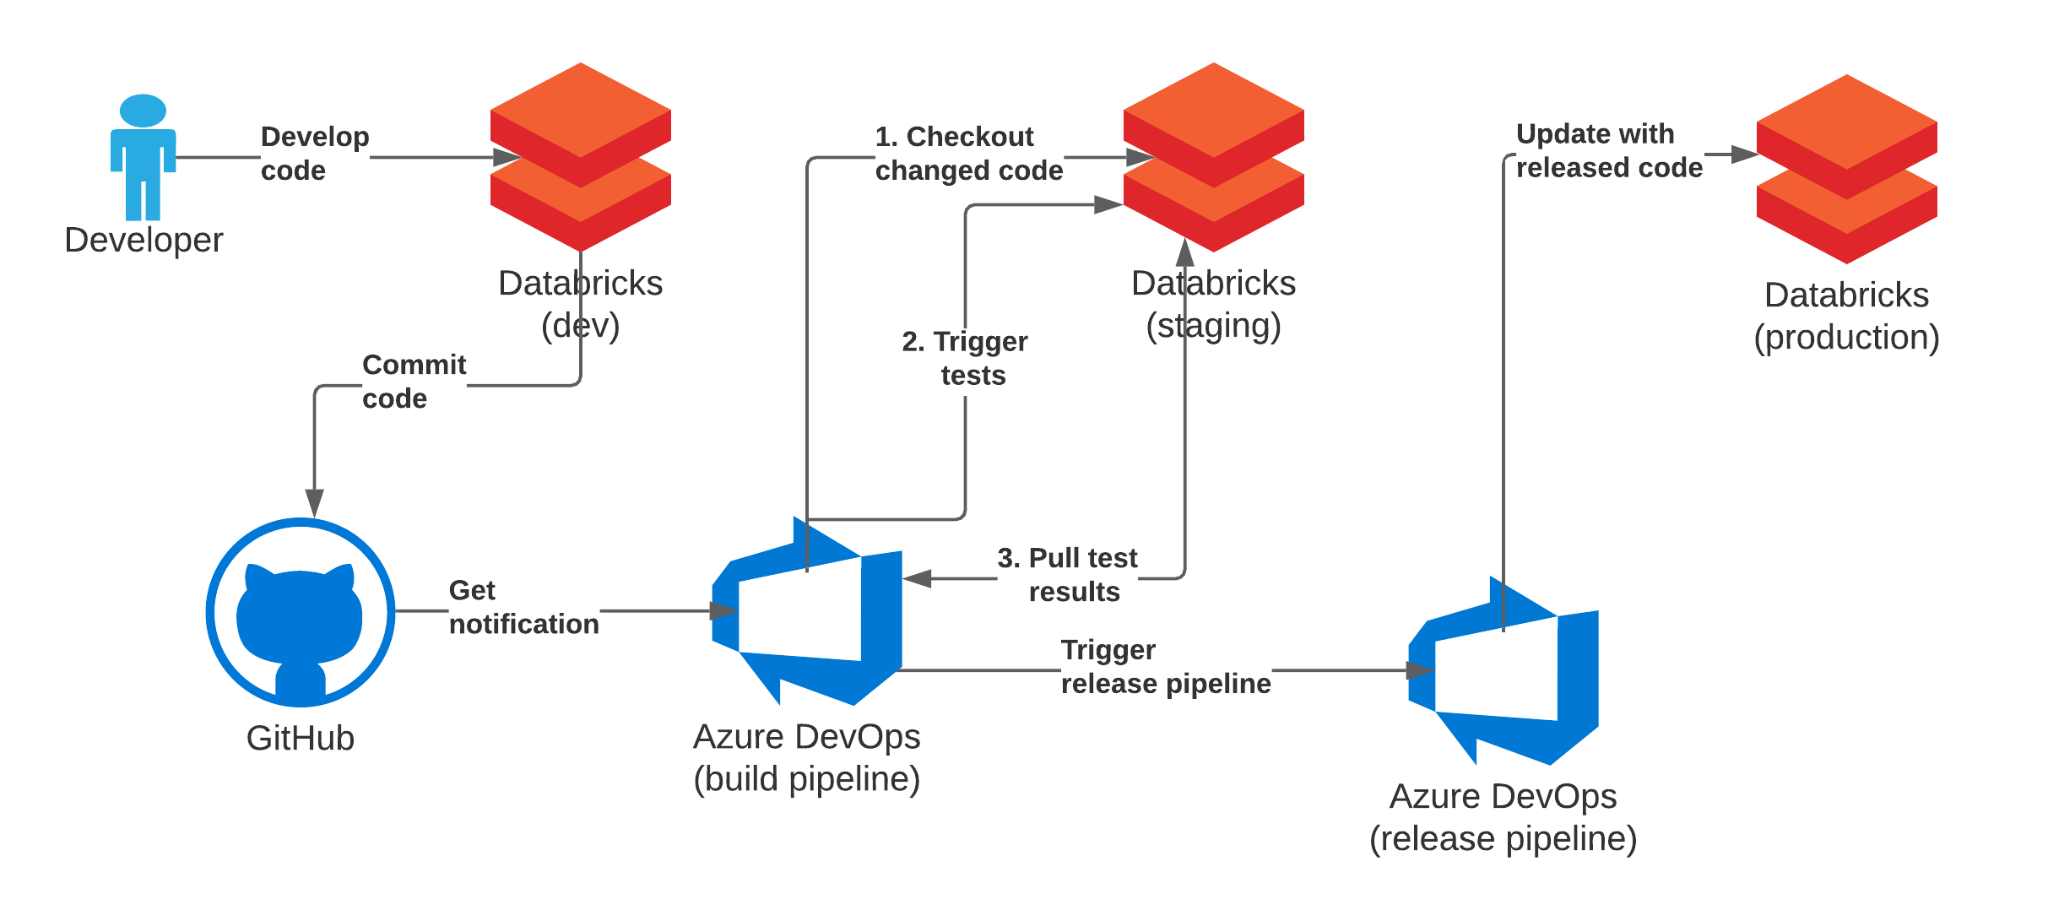 Develop
code
Developer
Databricks
(dev)
Commit
code
GitHub
Get
notification
Azure DevOps
(build pipeline)
1. Checkout
changed code
2. Trigger
tests
3. Pull test
results
Databricks
(staging)
Trigger
release pipeline
Azure DevOps
(release pipeline)
Update with
released code
Databricks
(production)